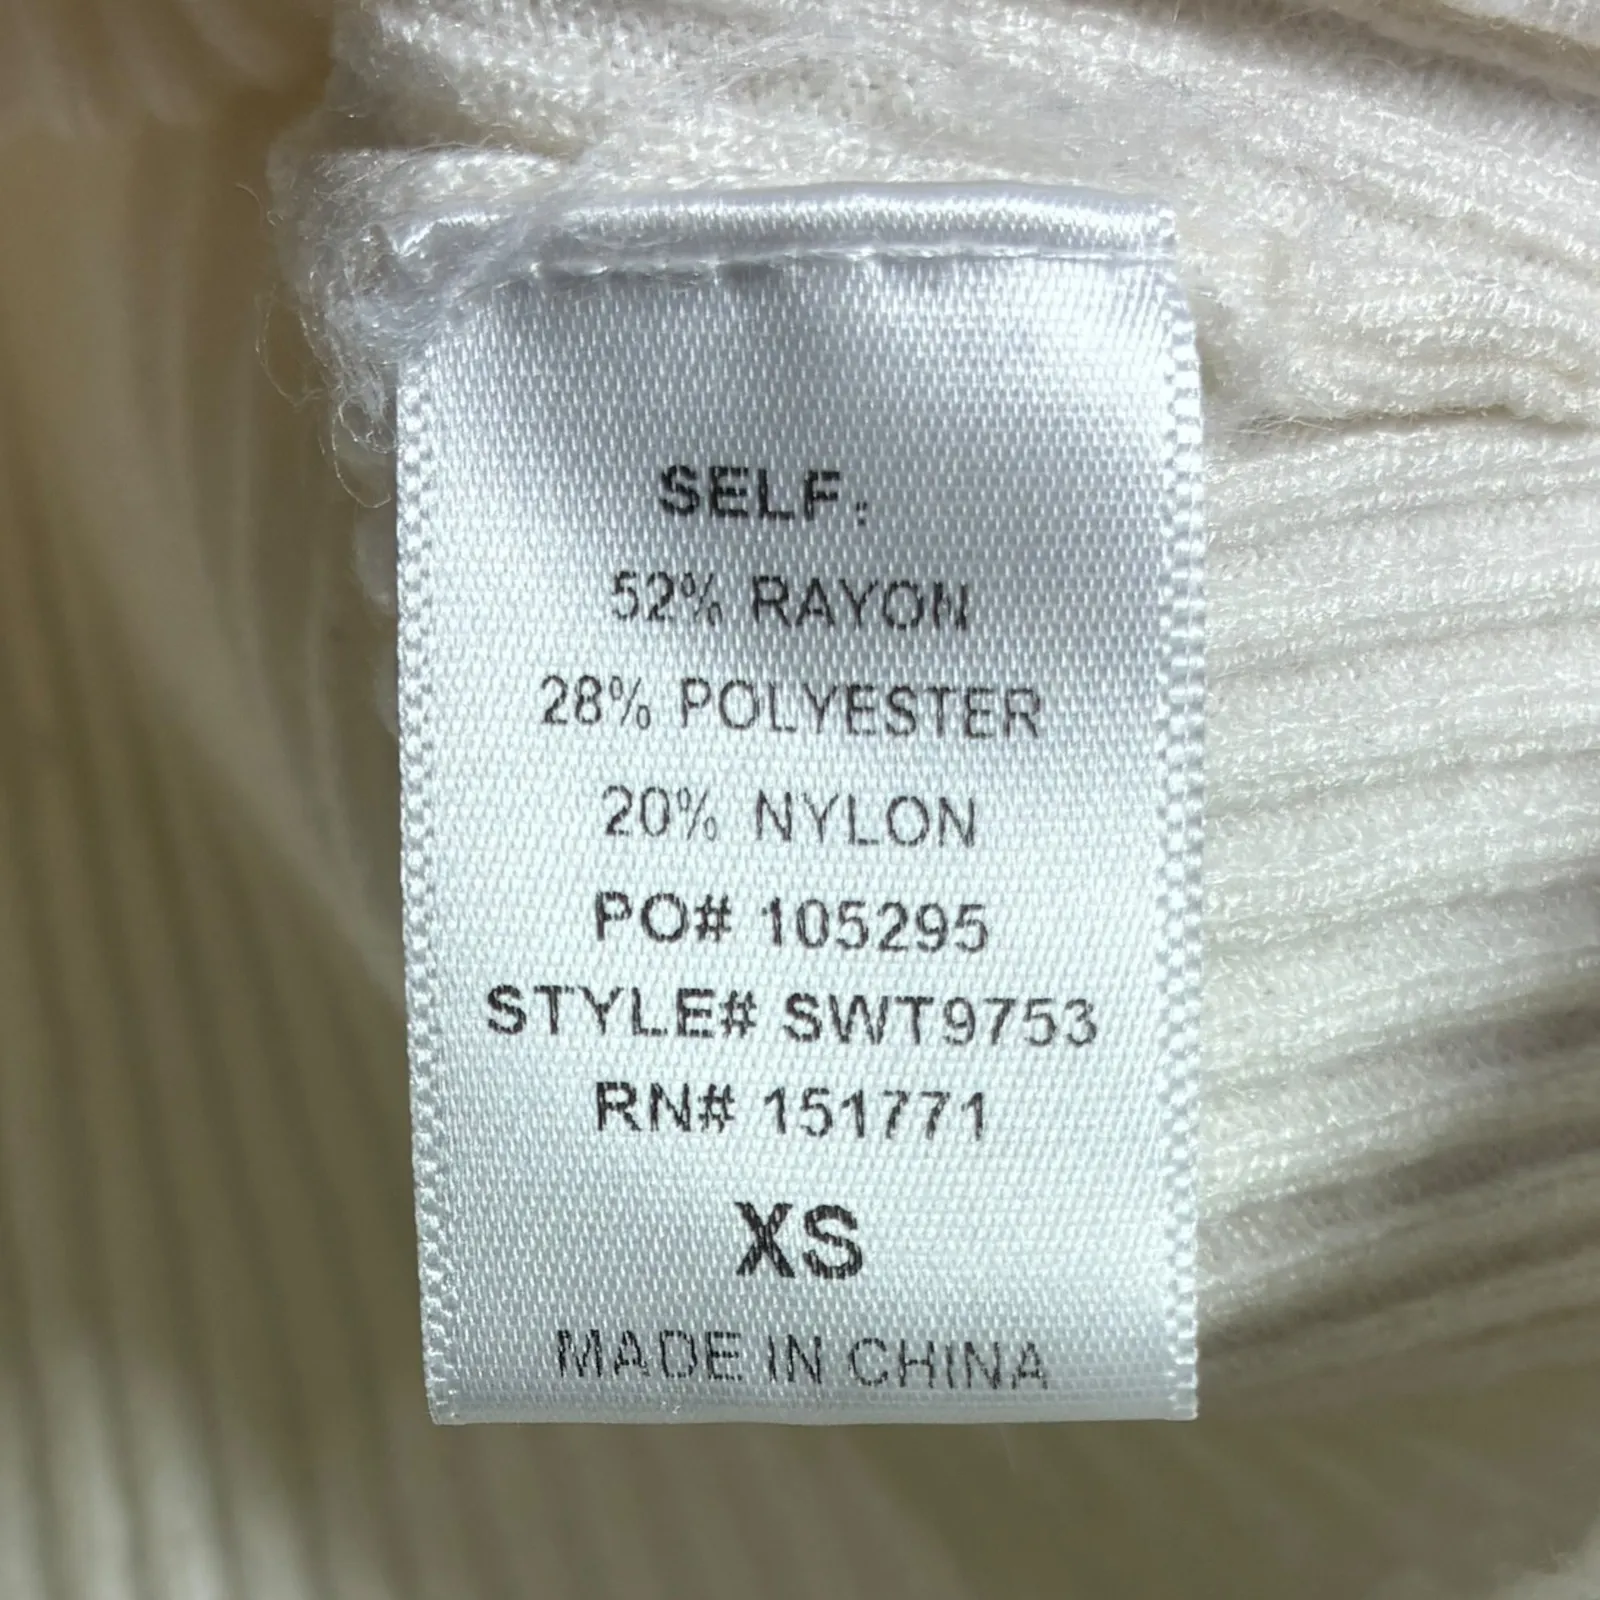 SELF:
52% RAYON
28% POLYESTER
20% NYLON
PO# 105295
STYLE# SWT9753
RN# 151771
XS
MADE IN CHINA